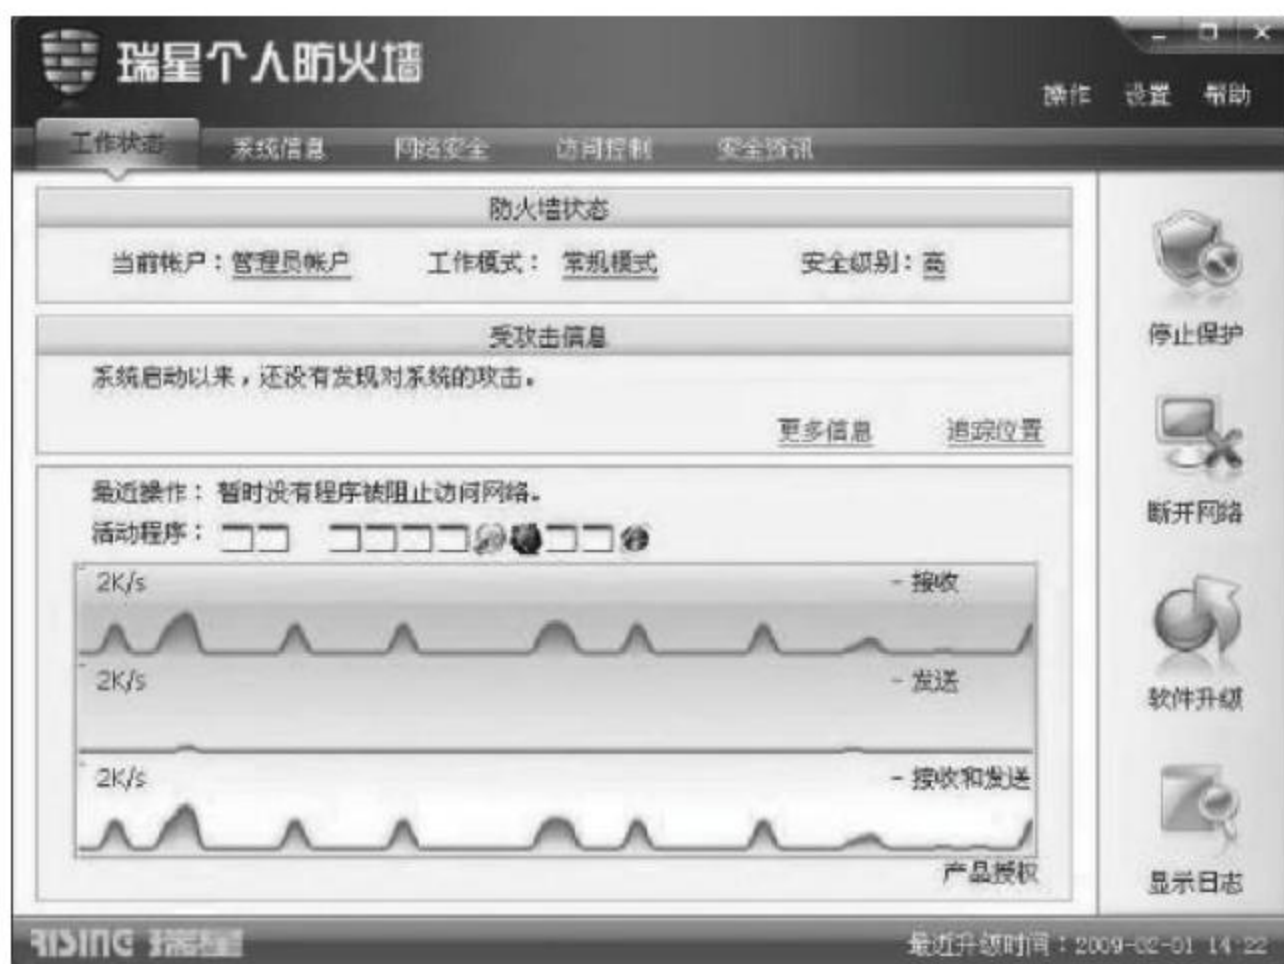 瑞星个人防火墙
操作 设置 帮助
工作状态 系统信息 网络安全 访问控制 安全资讯
防火墙状态
当前帐户：管理员帐户 工作模式： 常规模式 安全级别：高
受攻击信息
系统启动以来，还没有发现对系统的攻击。
更多信息 追踪位置
最近操作： 暂时没有程序被阻止访问网络。
活动程序：
2K/s - 接收
2K/s - 发送
2K/s - 接收和发送
产品授权
停止保护
断开网络
软件升级
显示日志
RISING 瑞星
最近升级时间：2009-02-01 14:22